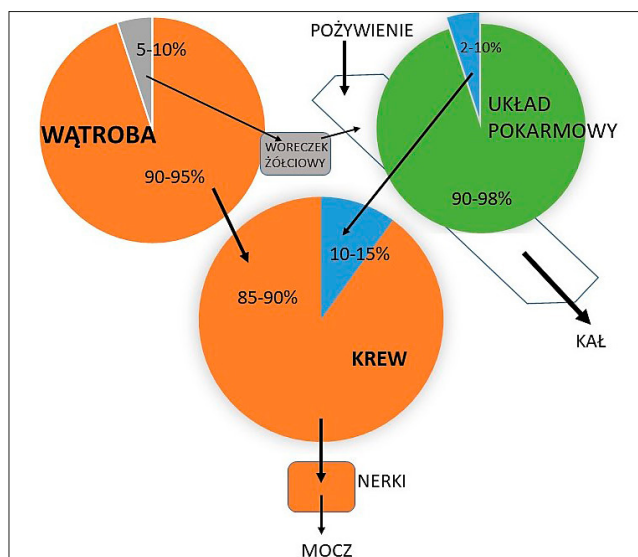 5-10%
WĄTROBA
90-95%
POŻYWIENIE
WORECZEK
ŻÓŁCIOWY
2-10%
UKŁAD
POKARMOWY
90-98%
10-15%
85-90%
KREW
KAŁ
NERKI
MOCZ